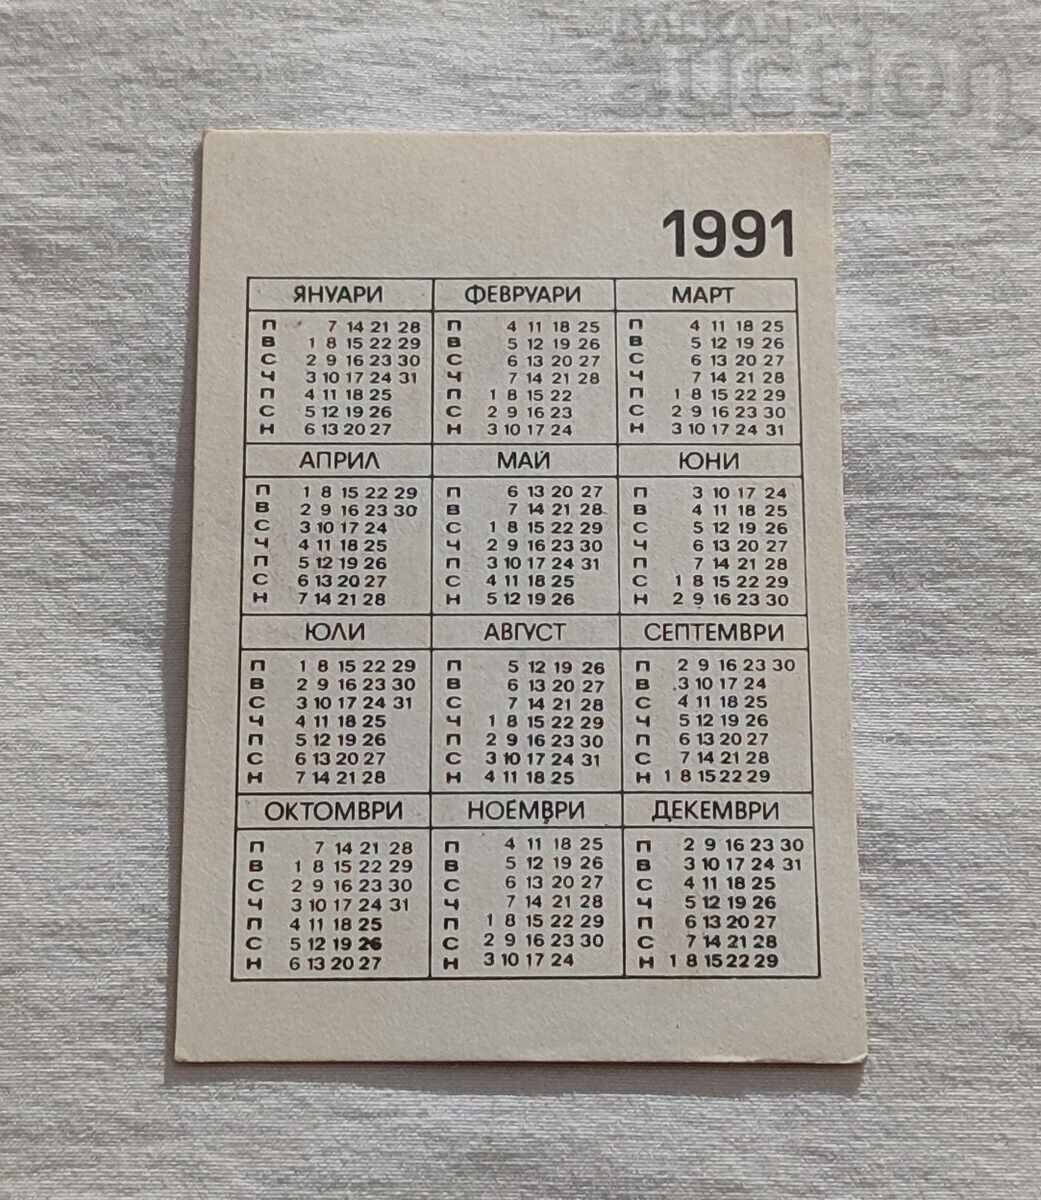 BALKAN
auction
1991
ЯНУАРИ ФЕВРУАРИ МАРТ
П 7 14 21 28 П 4 11 18 25 П 4 11 18 25
В 1 8 15 22 29 В 5 12 19 26 В 5 12 19 26
С 2 9 16 23 30 С 6 13 20 27 С 6 13 20 27
Ч 3 10 17 24 31 Ч 7 14 21 28 Ч 7 14 21 28
П 4 11 18 25 П 1 8 15 22 П 1 8 15 22 29
С 5 12 19 26 С 2 9 16 23 С 2 9 16 23 30
Н 6 13 20 27 Н 3 10 17 24 Н 3 10 17 24 31
АПРИЛ МАЙ ЮНИ
П 1 8 15 22 29 П 6 13 20 27 П 3 10 17 24
В 2 9 16 23 30 В 7 14 21 28 В 4 11 18 25
С 3 10 17 24 С 1 8 15 22 29 С 5 12 19 26
Ч 4 11 18 25 Ч 2 9 16 23 30 Ч 6 13 20 27
П 5 12 19 26 П 3 10 17 24 31 П 7 14 21 28
С 6 13 20 27 С 4 11 18 25 С 1 8 15 22 29
Н 7 14 21 28 Н 5 12 19 26 Н 2 9 16 23 30
ЮЛИ АВГУСТ СЕПТЕМВРИ
П 1 8 15 22 29 П 5 12 19 26 П 2 9 16 23 30
В 2 9 16 23 30 В 6 13 20 27 В 3 10 17 24
С 3 10 17 24 31 С 7 14 21 28 С 4 11 18 25
Ч 4 11 18 25 Ч 1 8 15 22 29 Ч 5 12 19 26
П 5 12 19 26 П 2 9 16 23 30 П 6 13 20 27
С 6 13 20 27 С 3 10 17 24 31 С 7 14 21 28
Н 7 14 21 28 Н 4 11 18 25 Н 1 8 15 22 29
ОКТОМВРИ НОЕМВРИ ДЕКЕМВРИ
П 7 14 21 28 П 4 11 18 25 П 2 9 16 23 30
В 1 8 15 22 29 В 5 12 19 26 В 3 10 17 24 31
С 2 9 16 23 30 С 6 13 20 27 С 4 11 18 25
Ч 3 10 17 24 31 Ч 7 14 21 28 Ч 5 12 19 26
П 4 11 18 25 П 1 8 15 22 29 П 6 13 20 27
С 5 12 19 26 С 2 9 16 23 30 С 7 14 21 28
Н 6 13 20 27 Н 3 10 17 24 Н 1 8 15 22 29